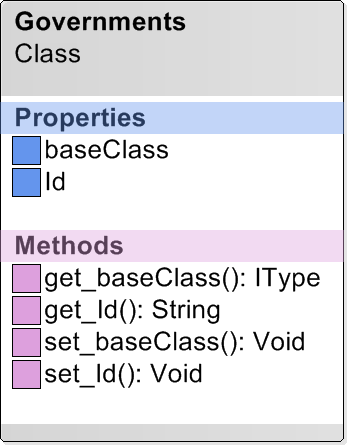 Governments
Class
Properties
baseClass
Id
Methods
get_baseClass(): IType
get_Id(): String
set_baseClass(): Void
set_Id(): Void